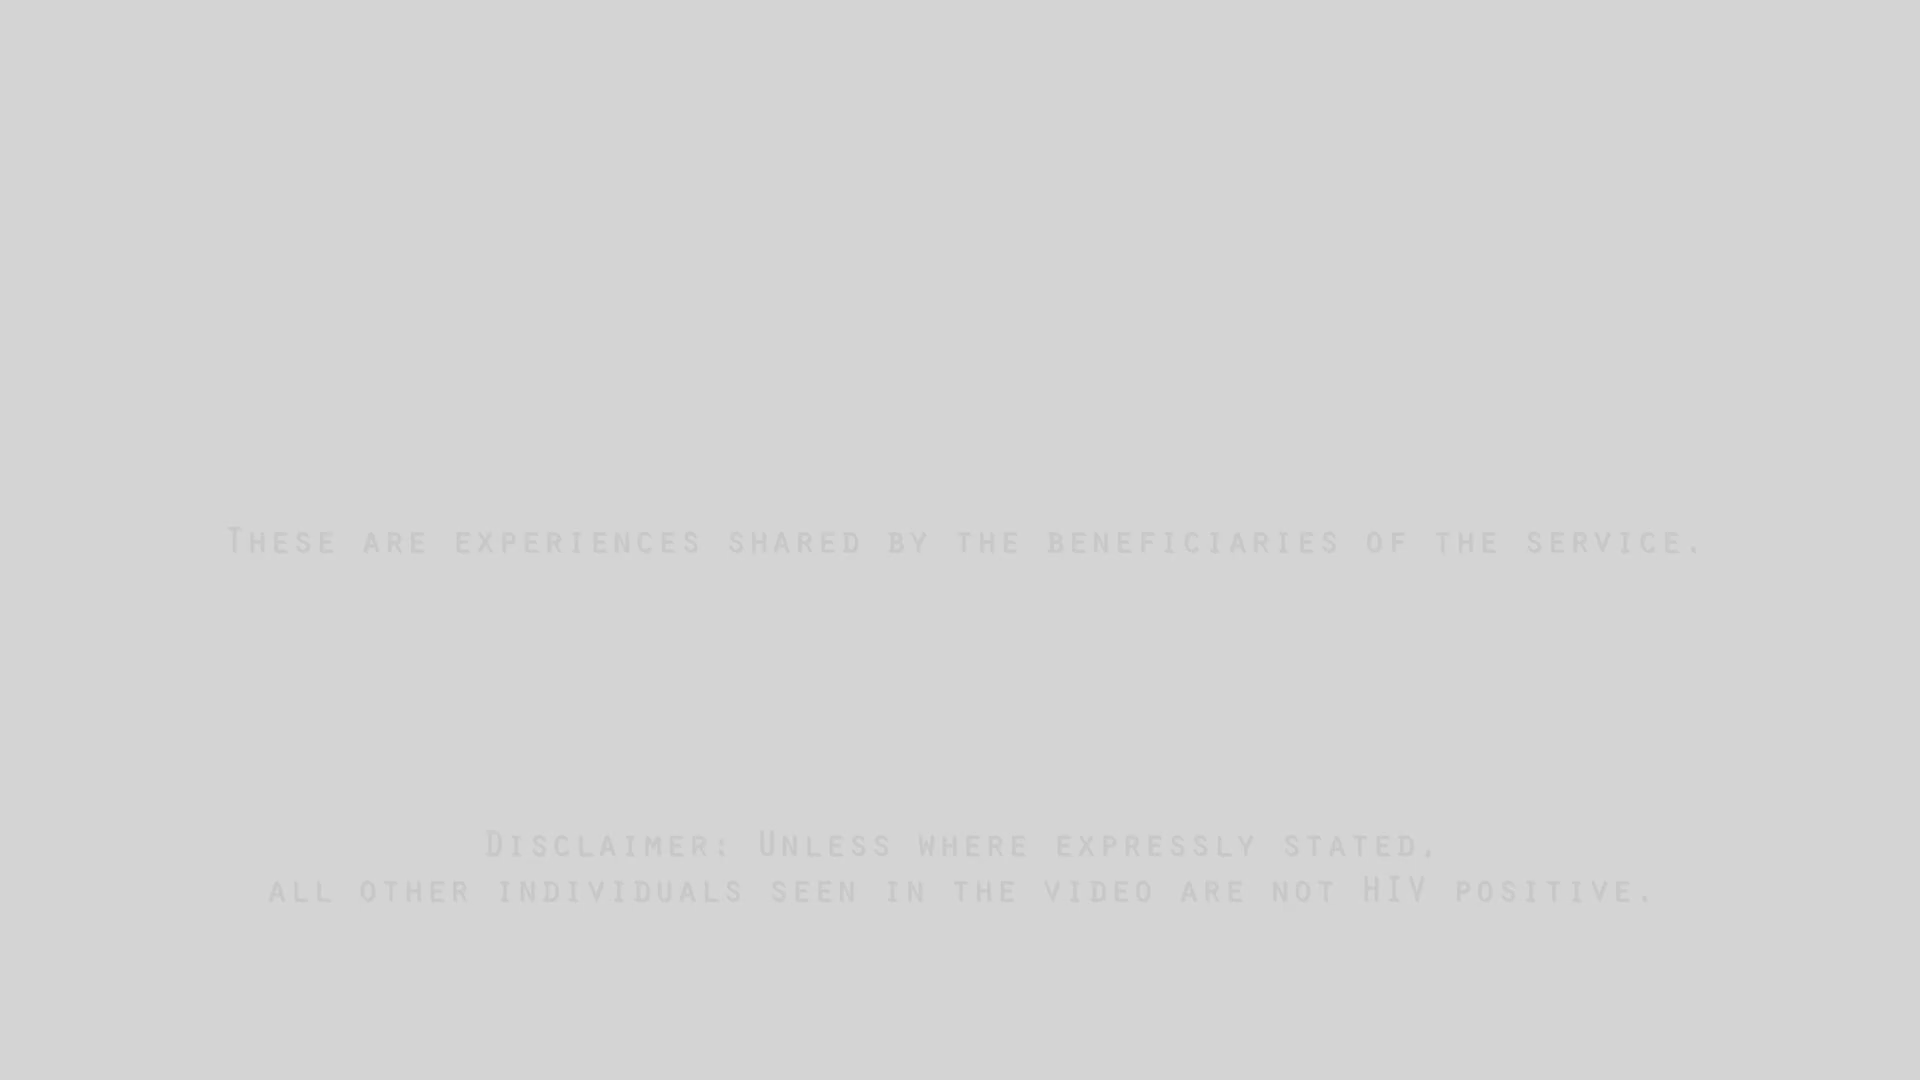 These are experiences shared by the beneficiaries of the service.
Disclaimer: Unless where expressly stated,
all other individuals seen in the video are not HIV positive.